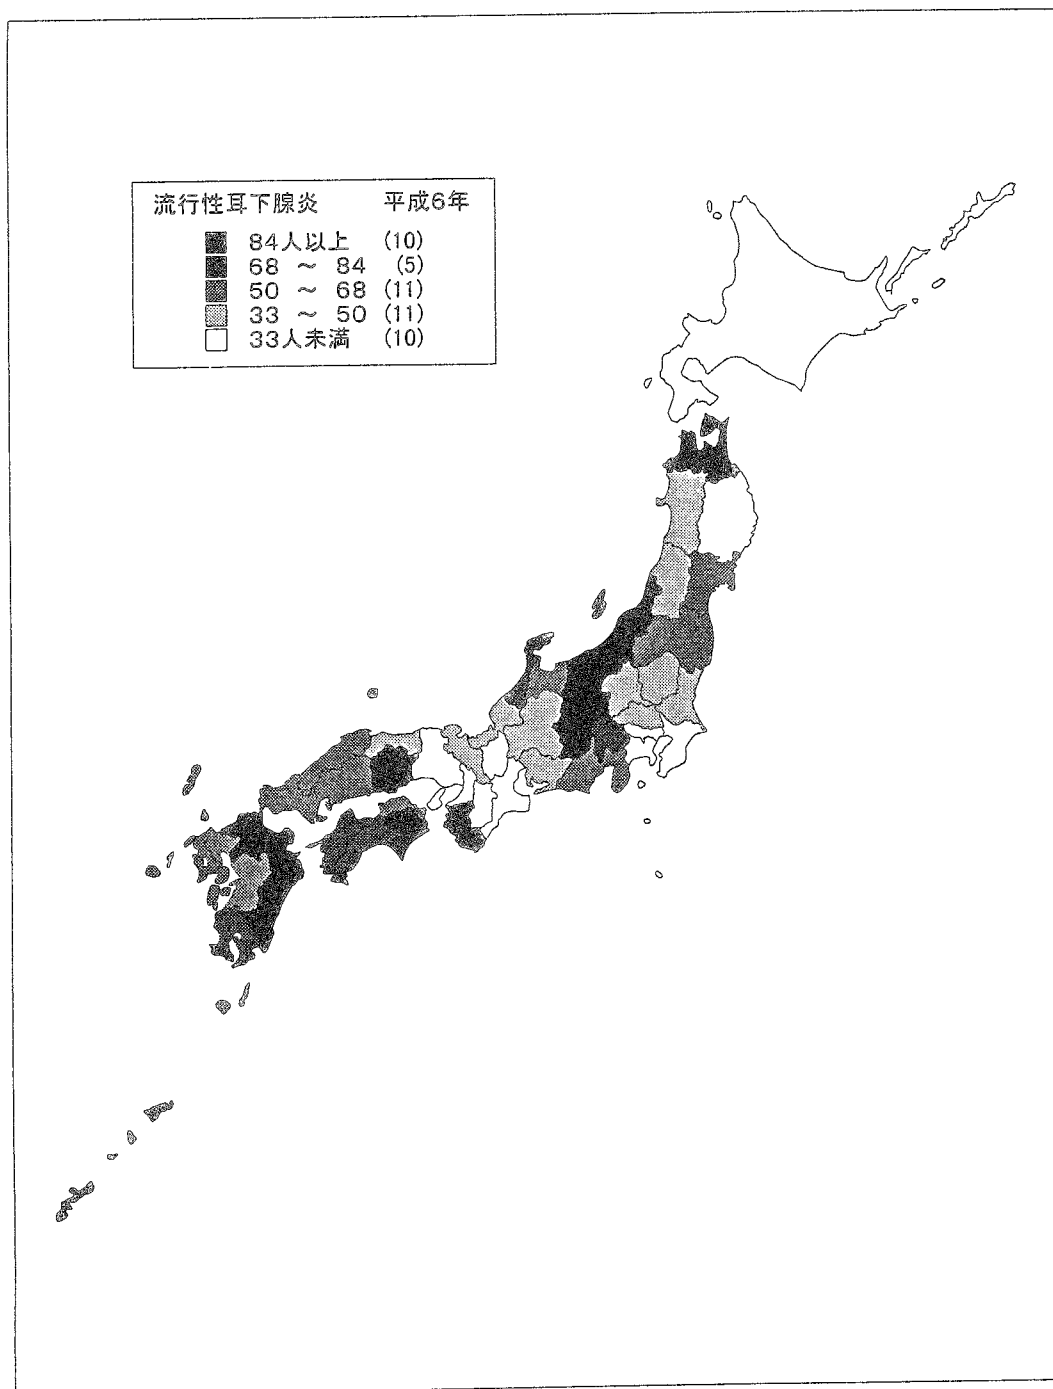 流行性耳下腺炎 平成6年
84人以上 (10)
68 ～ 84 (5)
50 ～ 68 (11)
33 ～ 50 (11)
33人未満 (10)